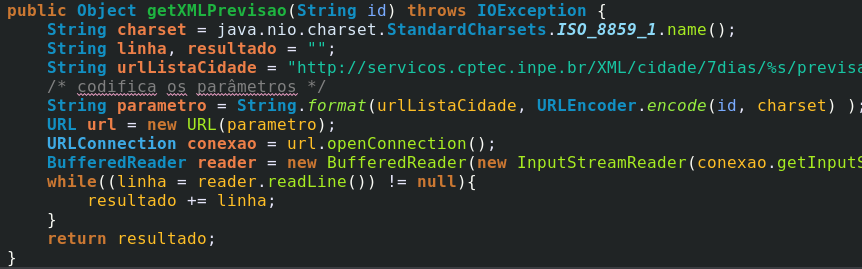 public Object getXMLPrevisao(String id) throws IOException {
String charset = java.nio.charset.StandardCharsets.ISO_8859_1.name();
String linha, resultado = "";
String urlListaCidade = "http://servicos.cptec.inpe.br/XML/cidade/7dias/%s/previsa
/* codifica os parâmetros */
String parametro = String.format(urlListaCidade, URLEncoder.encode(id, charset) );
URL url = new URL(parametro);
URLConnection conexao = url.openConnection();
BufferedReader reader = new BufferedReader(new InputStreamReader(conexao.getInputS
while((linha = reader.readLine()) != null){
resultado += linha;
}
return resultado;
}